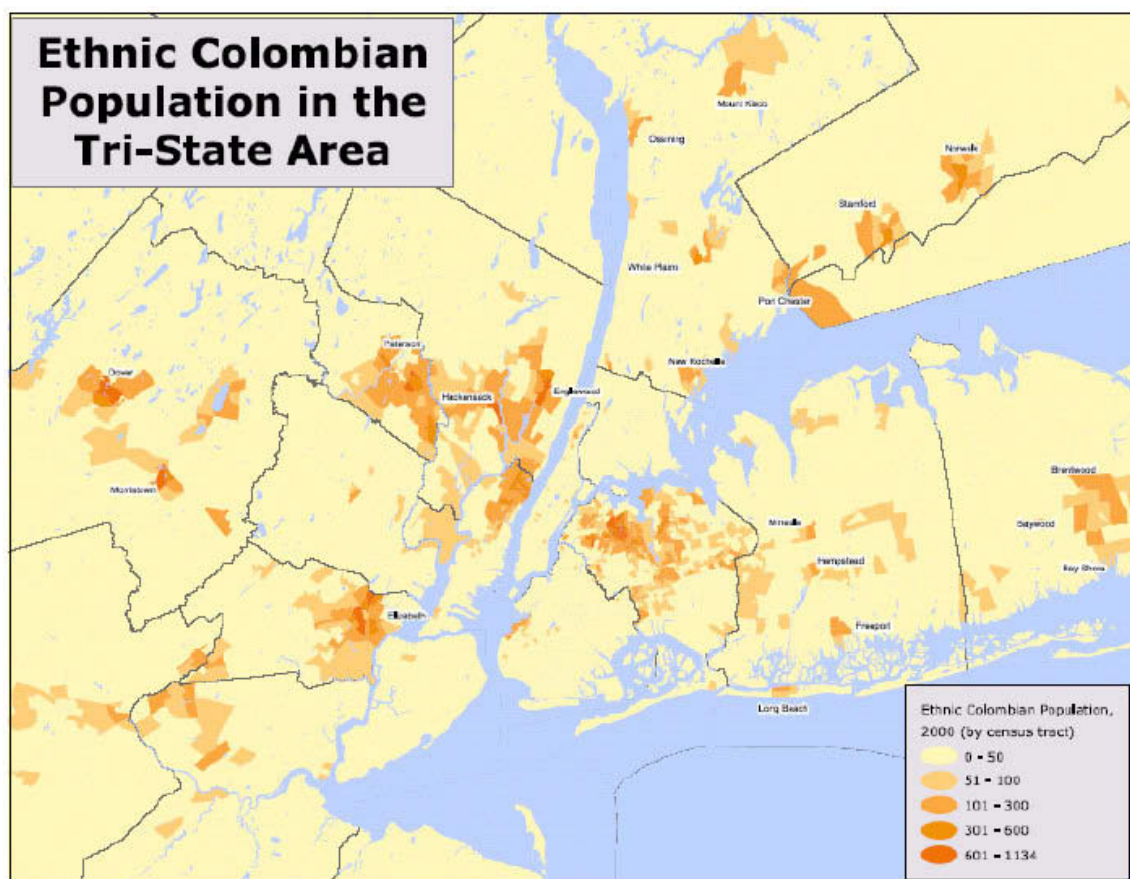 Ethnic Colombian
Population in the
Tri-State Area
Mount Kisco
Ossining
Norwalk
Stamford
White Plains
Port Chester
New Rochelle
Paterson
Dover
Hackensack
Englewood
Morristown
Brentwood
Mineola
Baywood
Hempstead
Bay Shore
Elizabeth
Freeport
Long Beach
Ethnic Colombian Population,
2000 (by census tract)
0 - 50
51 - 100
101 - 300
301 - 600
601 - 1134